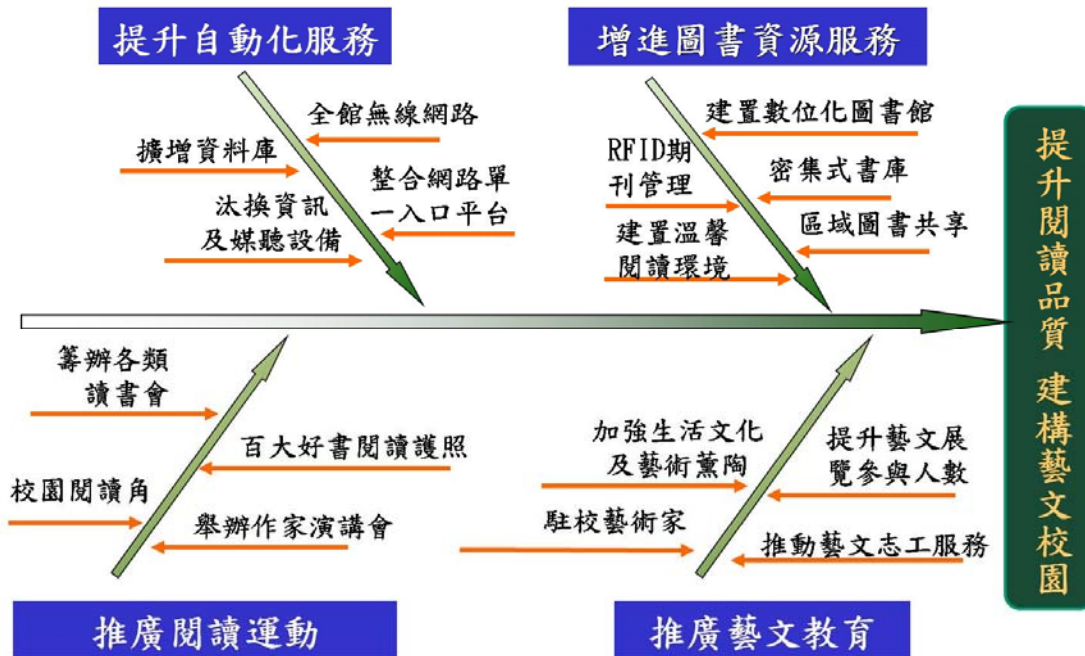 提升自動化服務
增進圖書資源服務
全館無線網路
擴增資料庫
整合網路單
一入口平台
汰換資訊
及媒聽設備
建置數位化圖書館
RFID期
刊管理
密集式書庫
建置溫馨
閱讀環境
區域圖書共享
提升閱讀品質 建構藝文校園
籌辦各類
讀書會
百大好書閱讀護照
校園閱讀角
舉辦作家演講會
加強生活文化
及藝術薰陶
提升藝文展
覽參與人數
駐校藝術家
推動藝文志工服務
推廣閱讀運動
推廣藝文教育